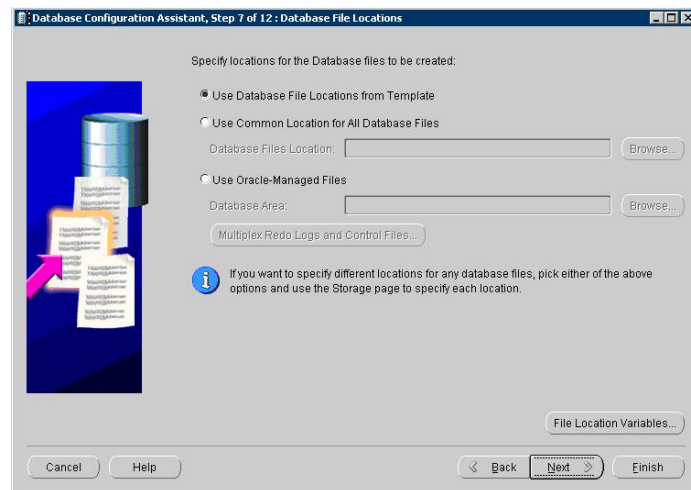 Database Configuration Assistant, Step 7 of 12 : Database File Locations
Specify locations for the Database files to be created:
Use Database File Locations from Template
Use Common Location for All Database Files
Database Files Location:
Browse...
Use Oracle-Managed Files
Database Area:
Browse...
Multiplex Redo Logs and Control Files...
If you want to specify different locations for any database files, pick either of the above
options and use the Storage page to specify each location.
File Location Variables...
Cancel
Help
Back
Next
Finish